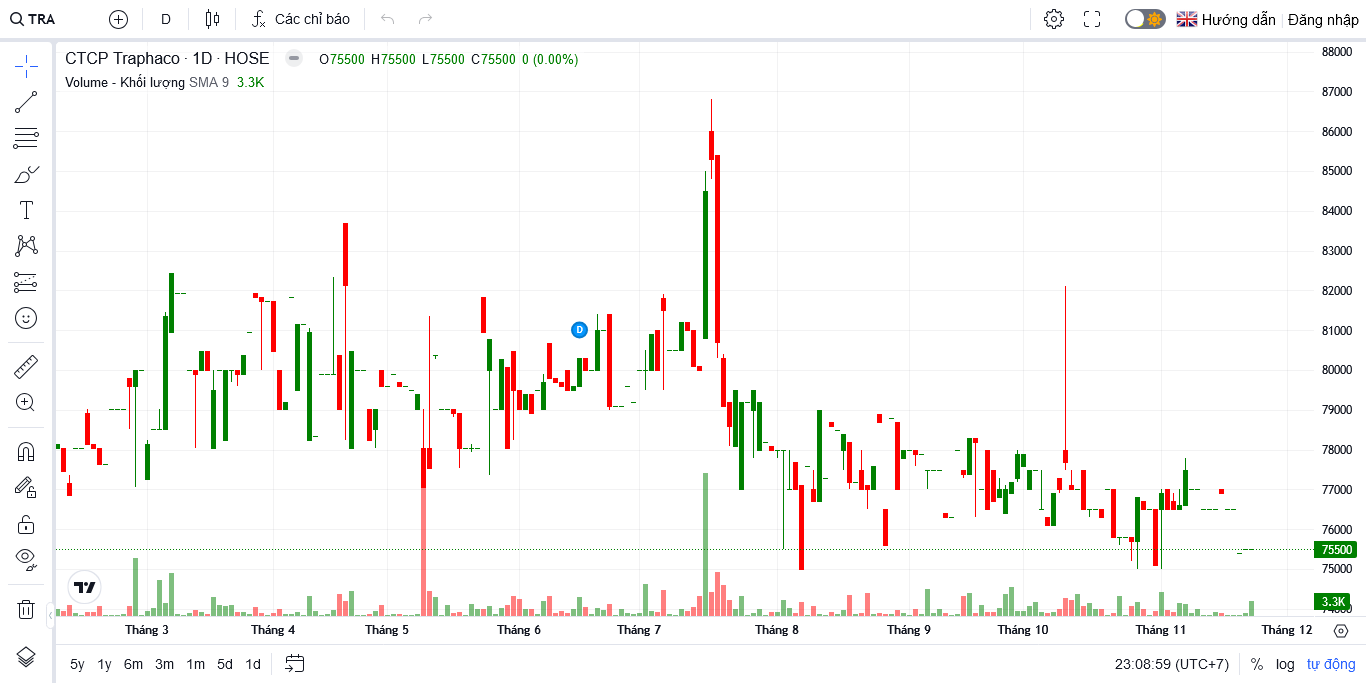 TRA
D
Các chỉ báo
Hướng dẫn
Đăng nhập
CTCP Traphaco · 1D · HOSE
O75500 H75500 L75500 C75500 0 (0.00%)
Volume - Khối lượng SMA 9 3.3K
88000
87000
86000
85000
84000
83000
82000
81000
80000
79000
78000
77000
76000
75500
75000
3.3K
74000
D
Tháng 3
Tháng 4
Tháng 5
Tháng 6
Tháng 7
Tháng 8
Tháng 9
Tháng 10
Tháng 11
Tháng 12
5y 1y 6m 3m 1m 5d 1d
23:08:59 (UTC+7)
% log tự động